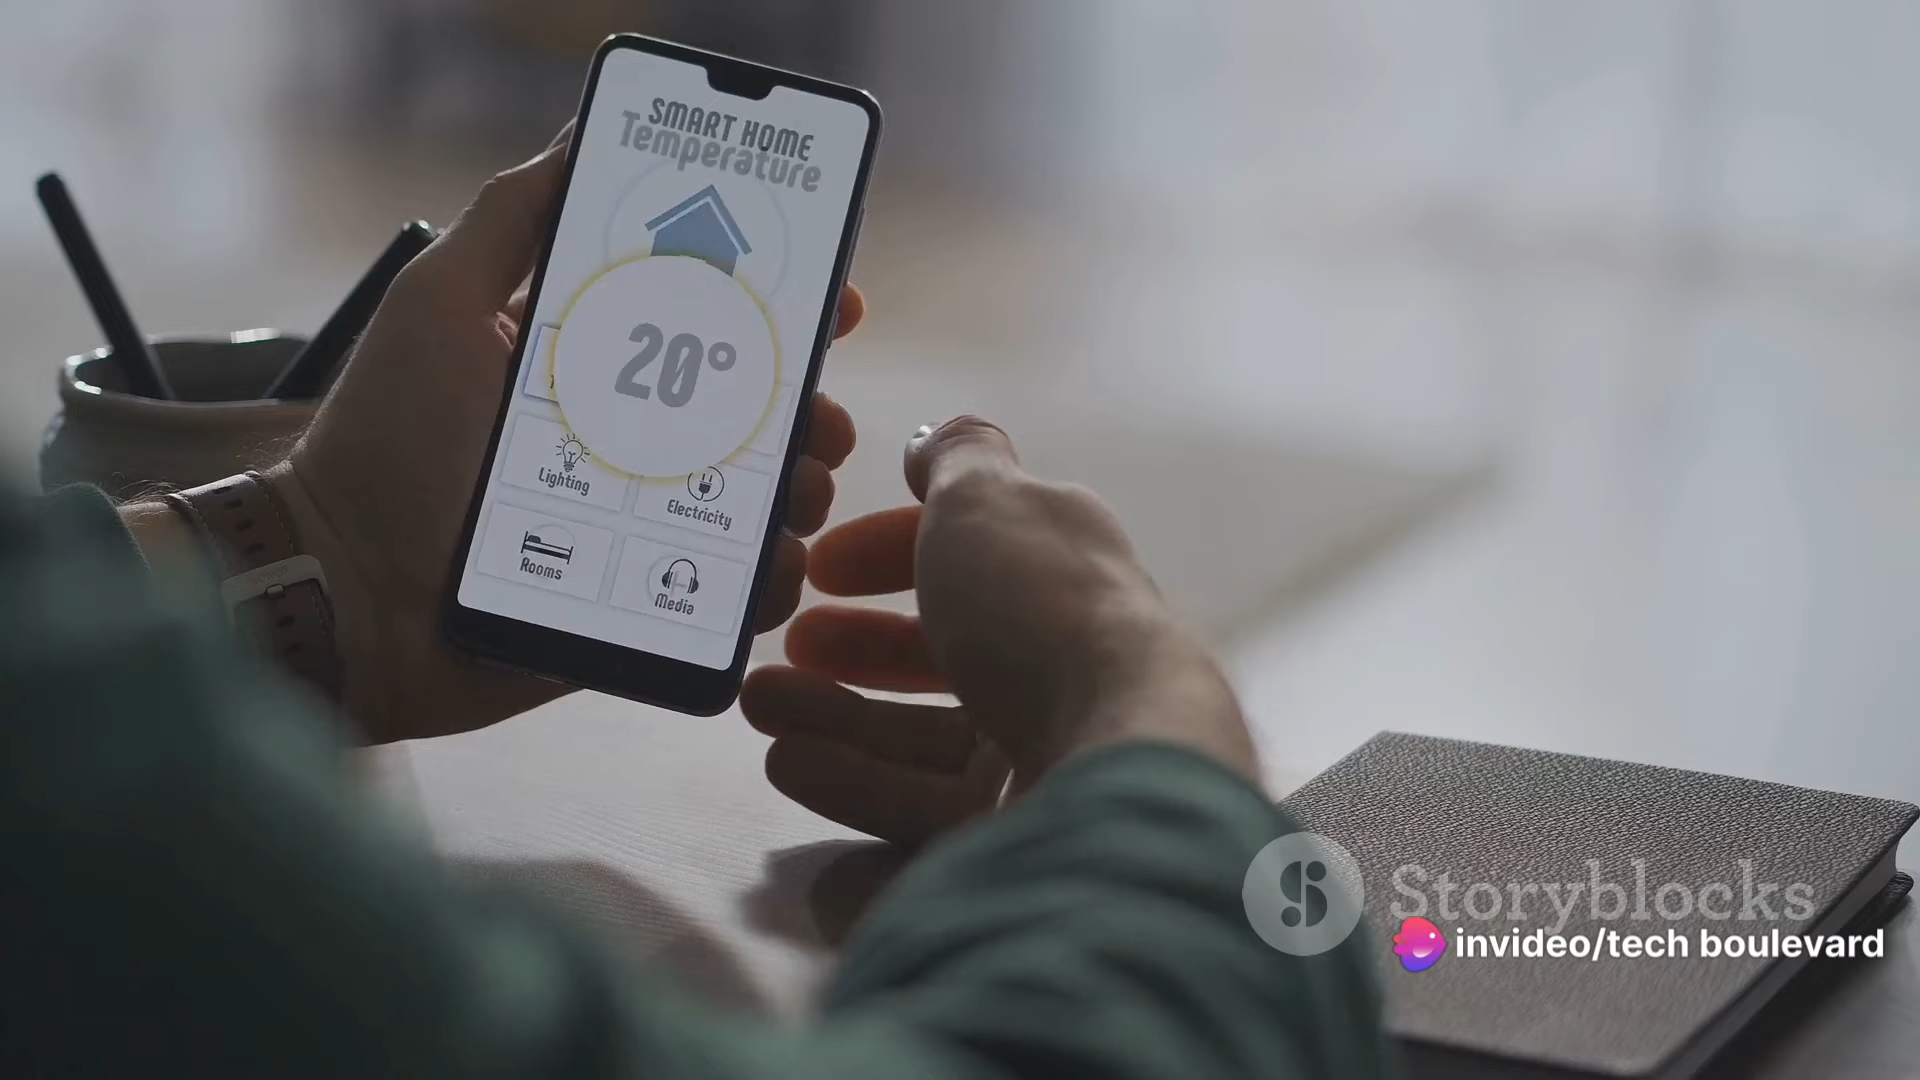 SMART HOME
Temperature
20°
Lighting
Electricity
Rooms
Media
Storyblocks
invideo/tech boulevard